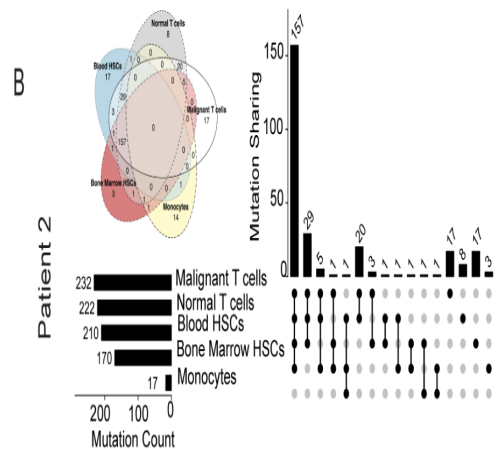 B
Patient 2
Normal T cells
8
Blood HSCs
17
Malignant T cells
17
Bone Marrow HSCs
3
Monocytes
14
157
29
20
0
Mutation Sharing
150
100
50
0
157
29
5
1
1
20
3
1
1
1
1
1
17
8
17
3
232 Malignant T cells
222 Normal T cells
210 Blood HSCs
170 Bone Marrow HSCs
17 Monocytes
200 100 0
Mutation Count